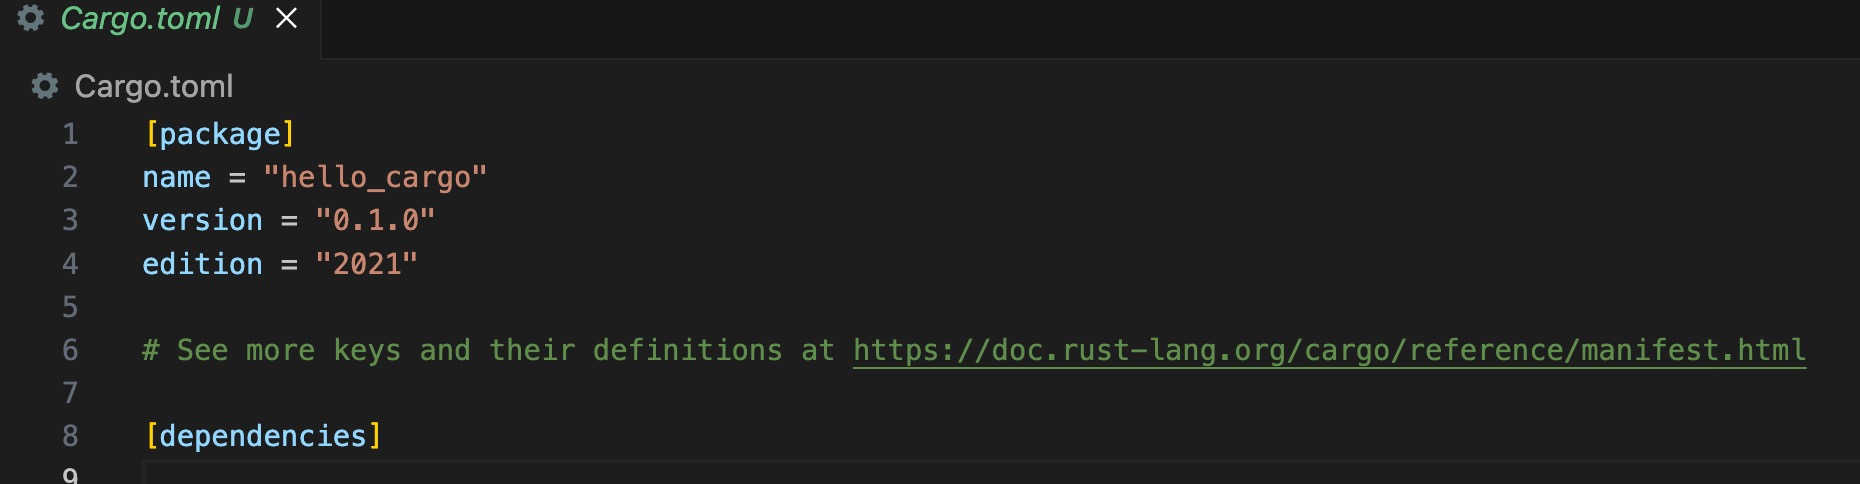 Cargo.toml U
Cargo.toml
1 [package]
2 name = "hello_cargo"
3 version = "0.1.0"
4 edition = "2021"
5
6 # See more keys and their definitions at https://doc.rust-lang.org/cargo/reference/manifest.html
7
8 [dependencies]
9